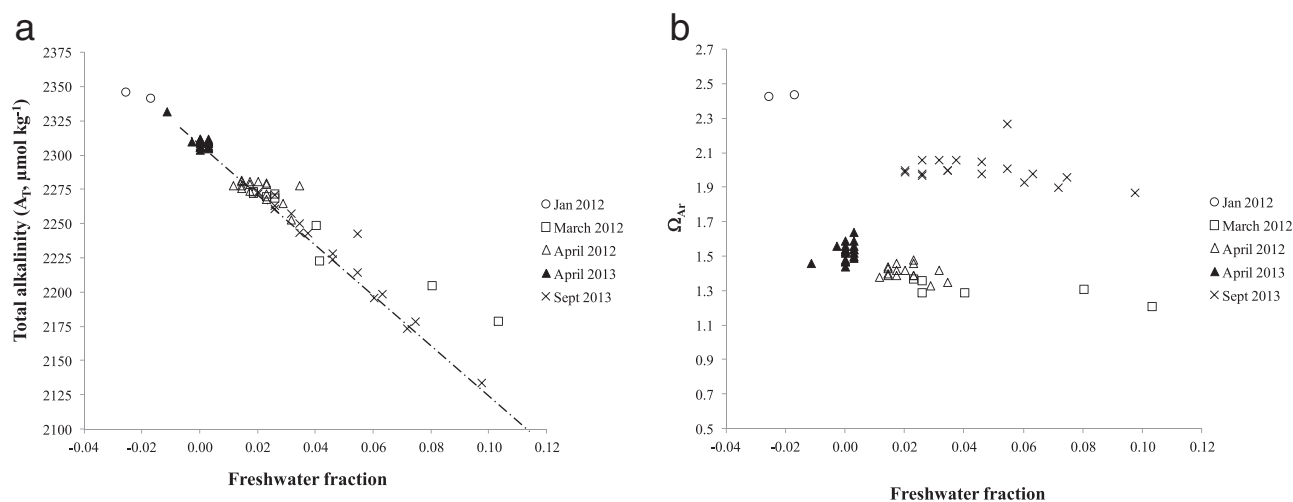 a
2375
2350
2325
2300
2275
2250
2225
2200
2175
2150
2125
2100
-0.04 -0.02 0.00 0.02 0.04 0.06 0.08 0.10 0.12
Total alkalinity (A_T, µmol kg⁻¹)
Freshwater fraction
Jan 2012
March 2012
April 2012
April 2013
Sept 2013
b
2.7
2.5
2.3
2.1
1.9
1.7
1.5
1.3
1.1
0.9
0.7
0.5
-0.04 -0.02 0.00 0.02 0.04 0.06 0.08 0.10 0.12
Ω_Ar
Freshwater fraction
Jan 2012
March 2012
April 2012
April 2013
Sept 2013